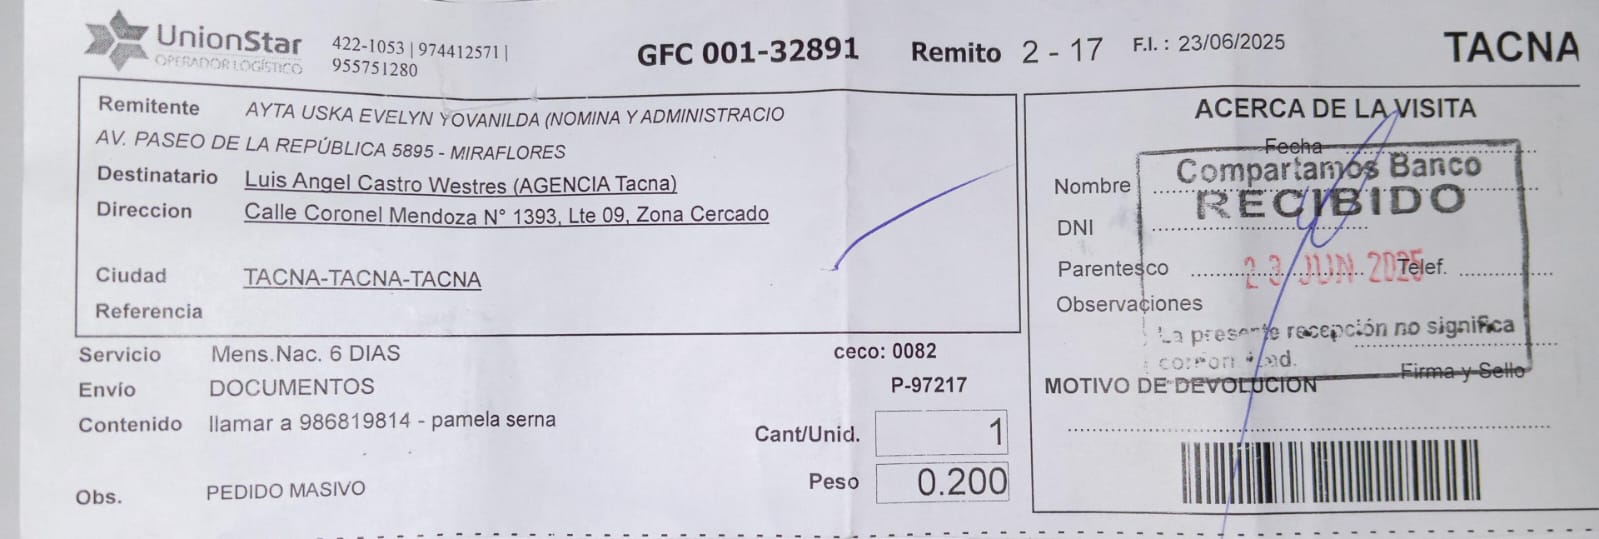 UnionStar
OPERADOR LOGÍSTICO
422-1053 | 974412571 |
955751280
GFC 001-32891
Remito 2 - 17
F.I. : 23/06/2025
TACNA
Remitente AYTA USKA EVELYN YOVANILDA (NOMINA Y ADMINISTRACIO
AV. PASEO DE LA REPÚBLICA 5895 - MIRAFLORES
Destinatario Luis Angel Castro Westres (AGENCIA Tacna)
Direccion Calle Coronel Mendoza N° 1393, Lte 09, Zona Cercado
Ciudad TACNA-TACNA-TACNA
Referencia
Servicio Mens.Nac. 6 DIAS
ceco: 0082
Envío DOCUMENTOS
P-97217
Contenido llamar a 986819814 - pamela serna
Cant/Unid. 1
Peso 0.200
Obs. PEDIDO MASIVO
ACERCA DE LA VISITA
Fecha
Compartamos Banco
Nombre
RECIBIDO
DNI
Parentesco
23 JUN. 2025
Telef.
Observaciones
La presente recepción no significa
Firma y Sello
MOTIVO DE DEVOLUCION